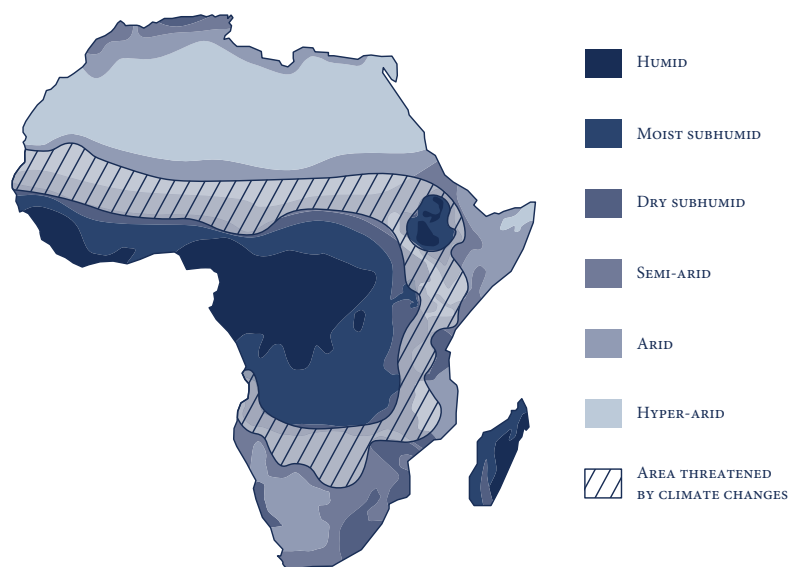 Humid
Moist subhumid
Dry subhumid
Semi-arid
Arid
Hyper-arid
Area threatened
by climate changes